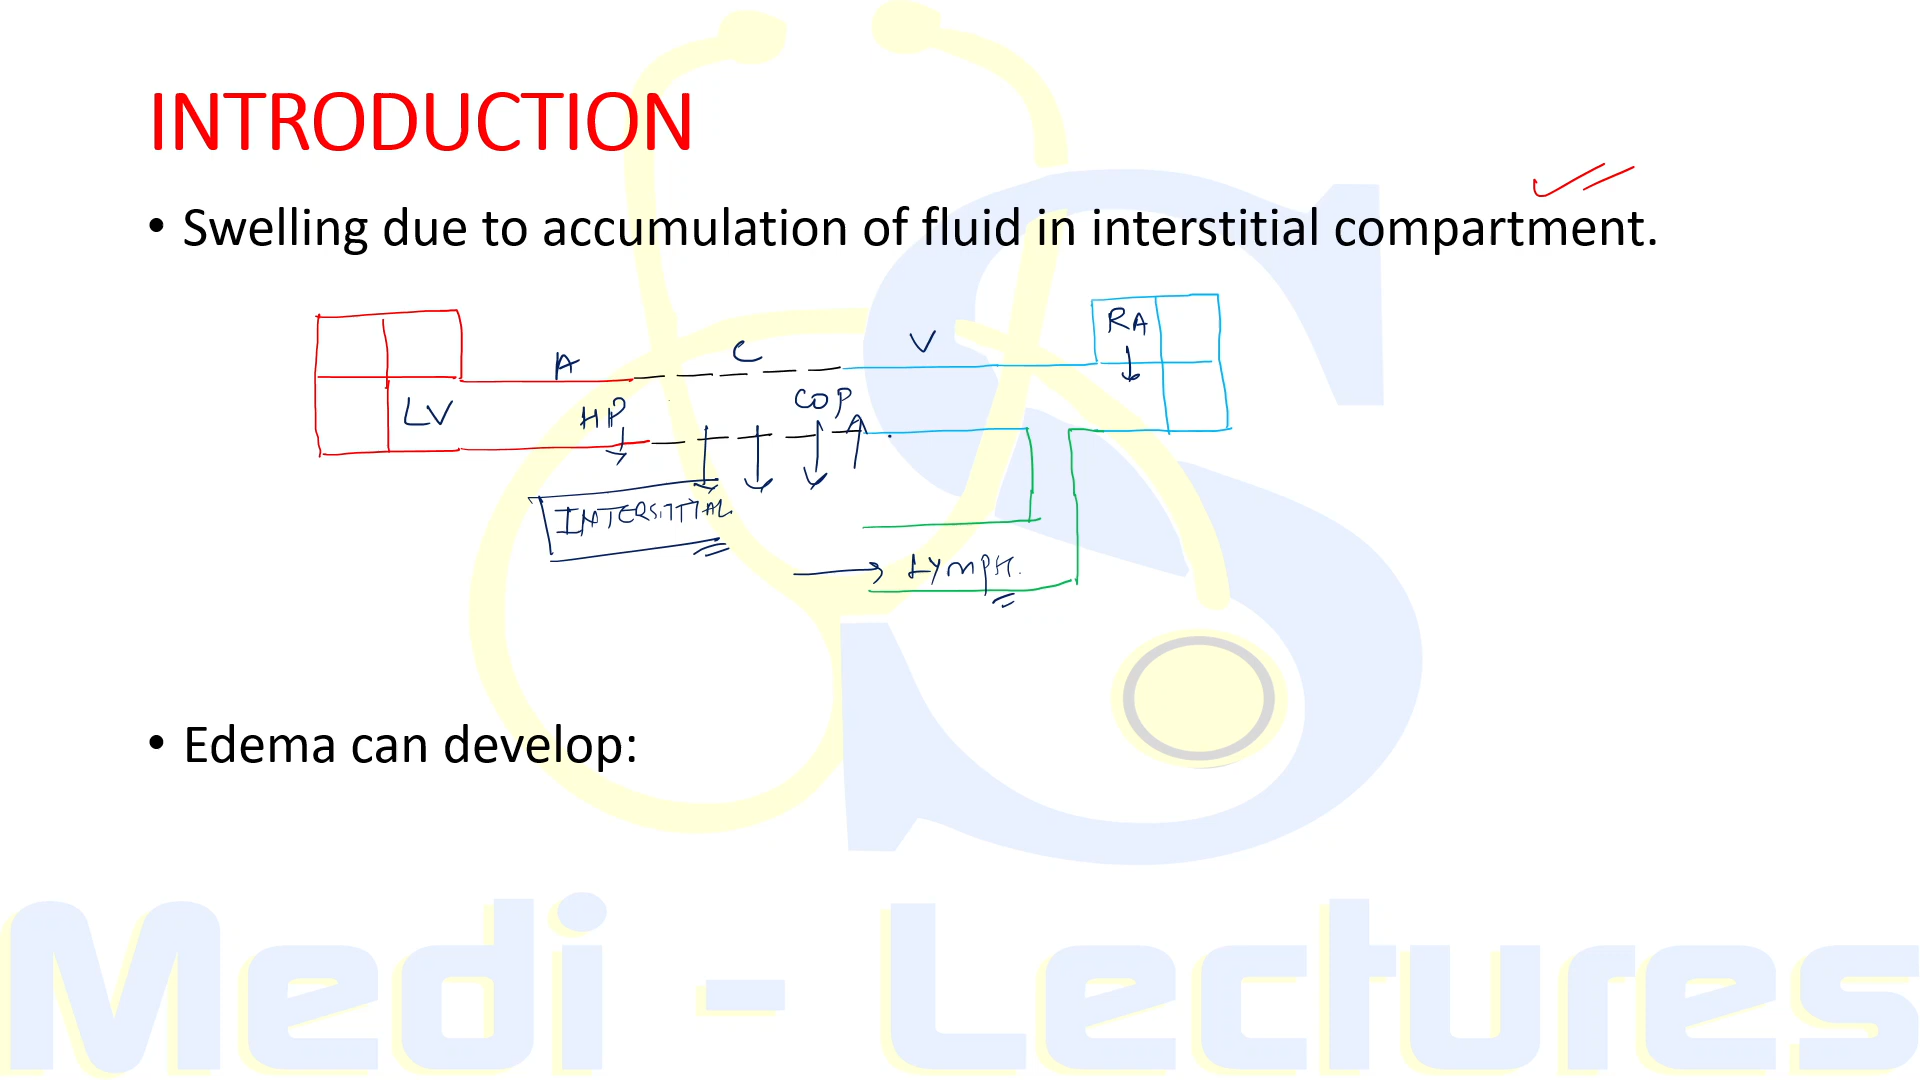 INTRODUCTION
• Swelling due to accumulation of fluid in interstitial compartment.
RA
A C V
LV HP COP
INTERSITTIAL
LYMPH.
• Edema can develop:
Medi - Lectures